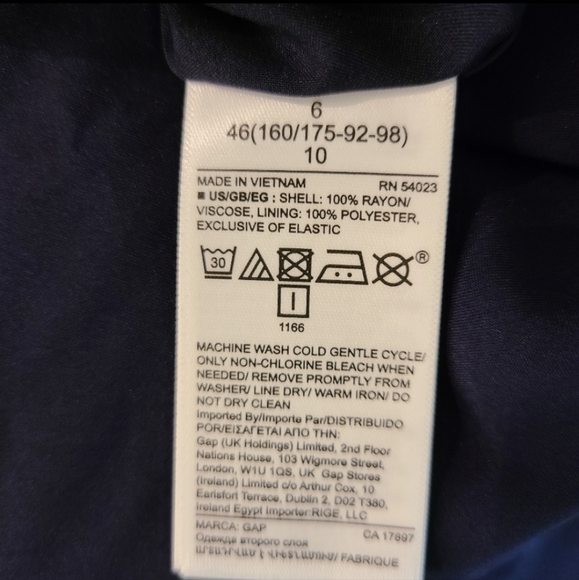 6
46(160/175-92-98)
10
MADE IN VIETNAM RN 54023
■ US/GB/EG : SHELL: 100% RAYON/
VISCOSE, LINING: 100% POLYESTER,
EXCLUSIVE OF ELASTIC
30 ®
1166
MACHINE WASH COLD GENTLE CYCLE/
ONLY NON-CHLORINE BLEACH WHEN
NEEDED/ REMOVE PROMPTLY FROM
WASHER/ LINE DRY/ WARM IRON/ DO
NOT DRY CLEAN
Imported By/Importe Par/DISTRIBUIDO
POR/ΕΙΣΑΓΕΤΑΙ ΑΠΟ ΤΗΝ:
Gap (UK Holdings) Limited, 2nd Floor
Nations House, 103 Wigmore Street,
London, W1U 1QS, UK Gap Stores
(Ireland) Limited c/o Arthur Cox, 10
Earlsfort Terrace, Dublin 2, D02 T380,
Ireland Egypt Importer:RIGE, LLC
MARCA: GAP CA 17897
Одежда второго слоя
ԱՐՏԱԴՐՎԱԾ Է ՎԻԵՏՆԱՄՈՒՄ/ FABRIQUE